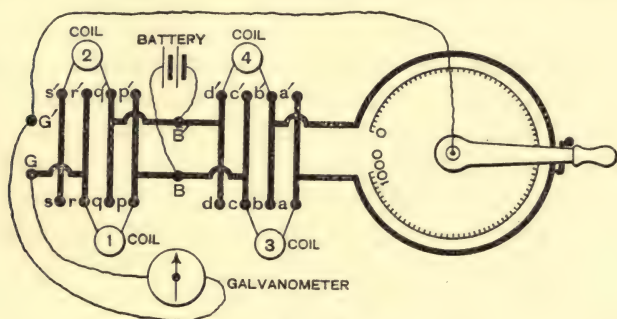 COIL
2
BATTERY
COIL
4
s′ r′ q′ p′
d′ c′ b′ a′
G′
B′
0
1000
G
B
s r q p
d c b a
1 COIL
3 COIL
GALVANOMETER